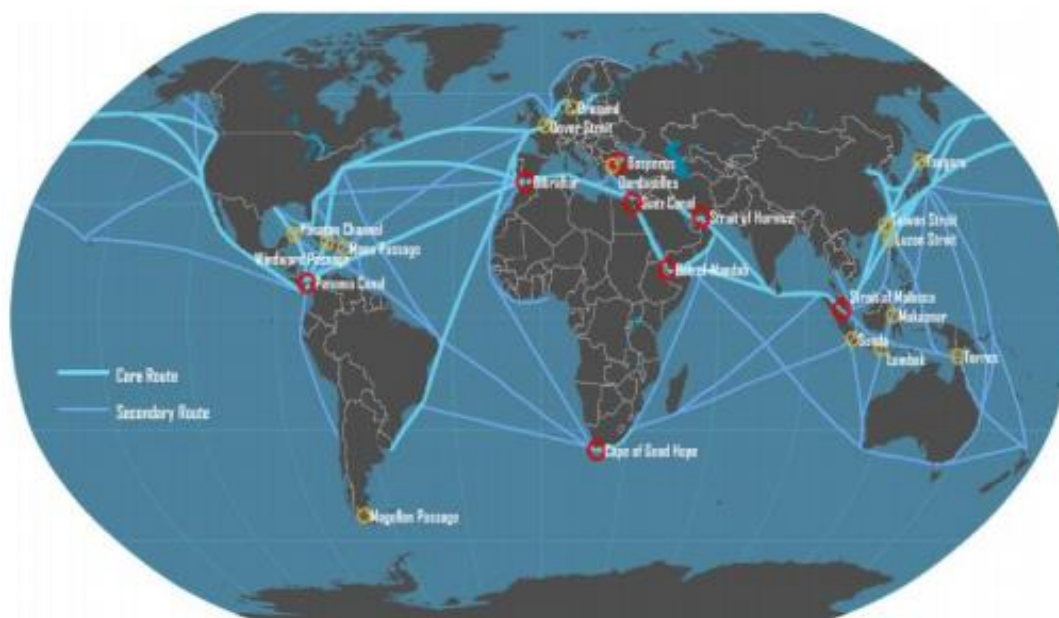 Oresund
Dover Strait
Bosporus
Gibraltar
Dardanelles
Suez Canal
Strait of Hormuz
Tsugaru
Taiwan Strait
Luzon Strait
Yucatan Channel
Windward Passage
Mona Passage
Panama Canal
Bab el-Mandab
Strait of Malacca
Makassar
Sunda
Lombok
Torres
Core Route
Secondary Route
Cape of Good Hope
Magellan Passage